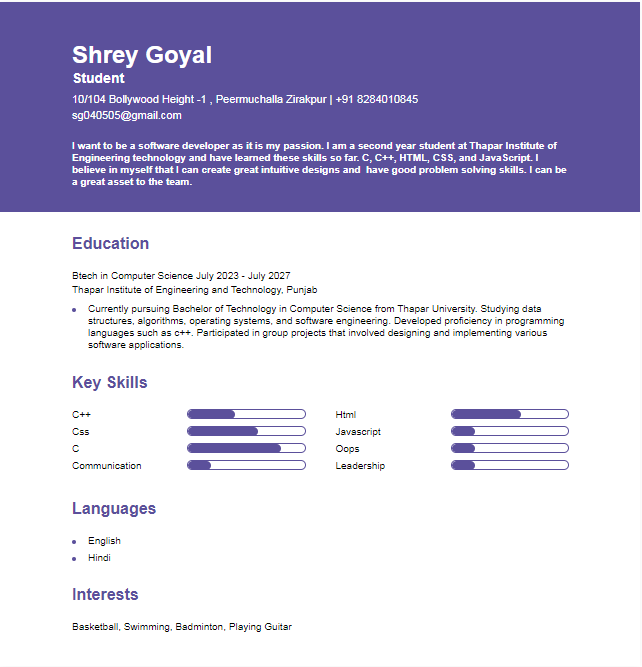 Shrey Goyal
Student
10/104 Bollywood Height -1 , Peermuchalla Zirakpur | +91 8284010845
sg040505@gmail.com
I want to be a software developer as it is my passion. I am a second year student at Thapar Institute of
Engineering technology and have learned these skills so far. C, C++, HTML, CSS, and JavaScript. I
believe in myself that I can create great intuitive designs and  have good problem solving skills. I can be
a great asset to the team.
Education
Btech in Computer Science July 2023 - July 2027
Thapar Institute of Engineering and Technology, Punjab
Currently pursuing Bachelor of Technology in Computer Science from Thapar University. Studying data
structures, algorithms, operating systems, and software engineering. Developed proficiency in programming
languages such as c++. Participated in group projects that involved designing and implementing various
software applications.
Key Skills
C++
Html
Css
Javascript
C
Oops
Communication
Leadership
Languages
English
Hindi
Interests
Basketball, Swimming, Badminton, Playing Guitar